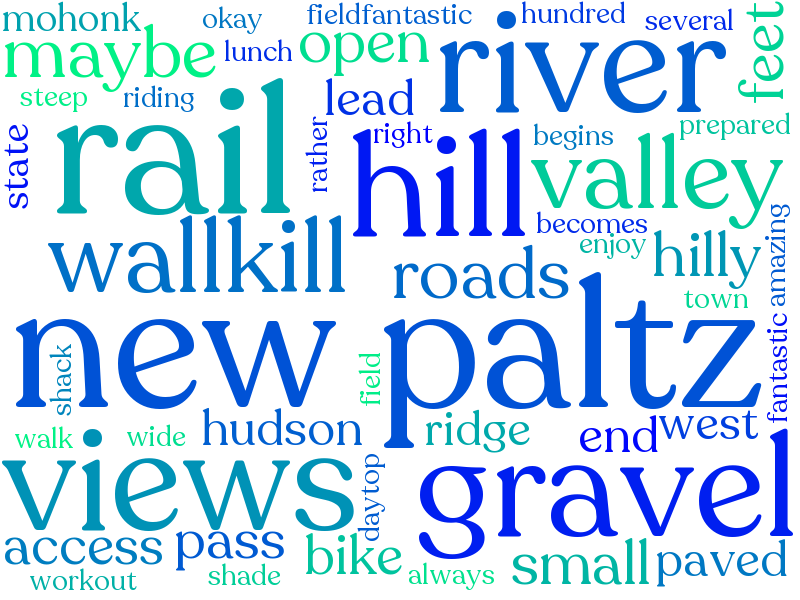 mohonk okay fieldfantastic hundred several feet
maybe lunch open river
steep riding lead
state rail rather right hill begins prepared
valley
wallkill becomes enjoy hilly amazing
roads town
new paltz fantastic
shack field
walk wide hudson ridge end west
views daytop gravel
access pass bike small paved
workout shade always